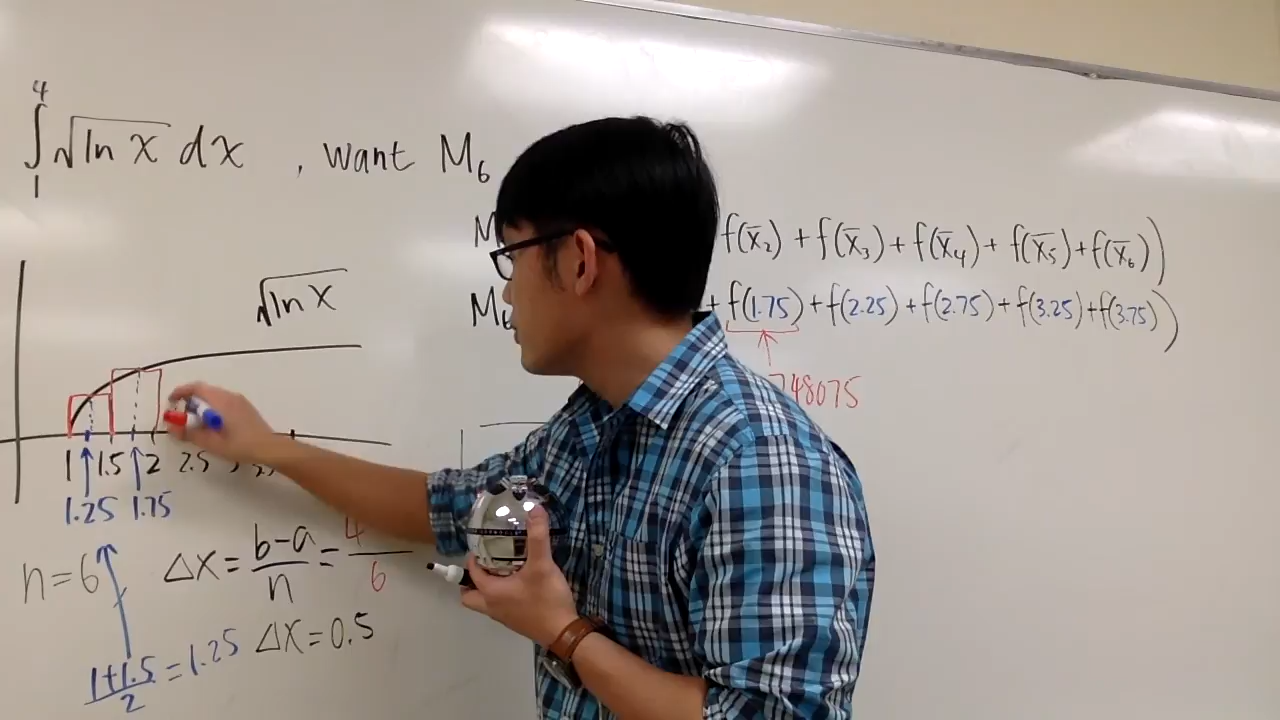 4
∫ √ln x dx , want M₆
1
M f(x̄₂) + f(x̄₃) + f(x̄₄) + f(x̄₅) + f(x̄₆))
M₆ + f(1.75) + f(2.25) + f(2.75) + f(3.25) + f(3.75))
√ln x
748075
1 1.5 2 2.5
1.25 1.75
n=6 Δx = b-a/n = 4/6
Δx = 0.5
1+1.5/2 = 1.25